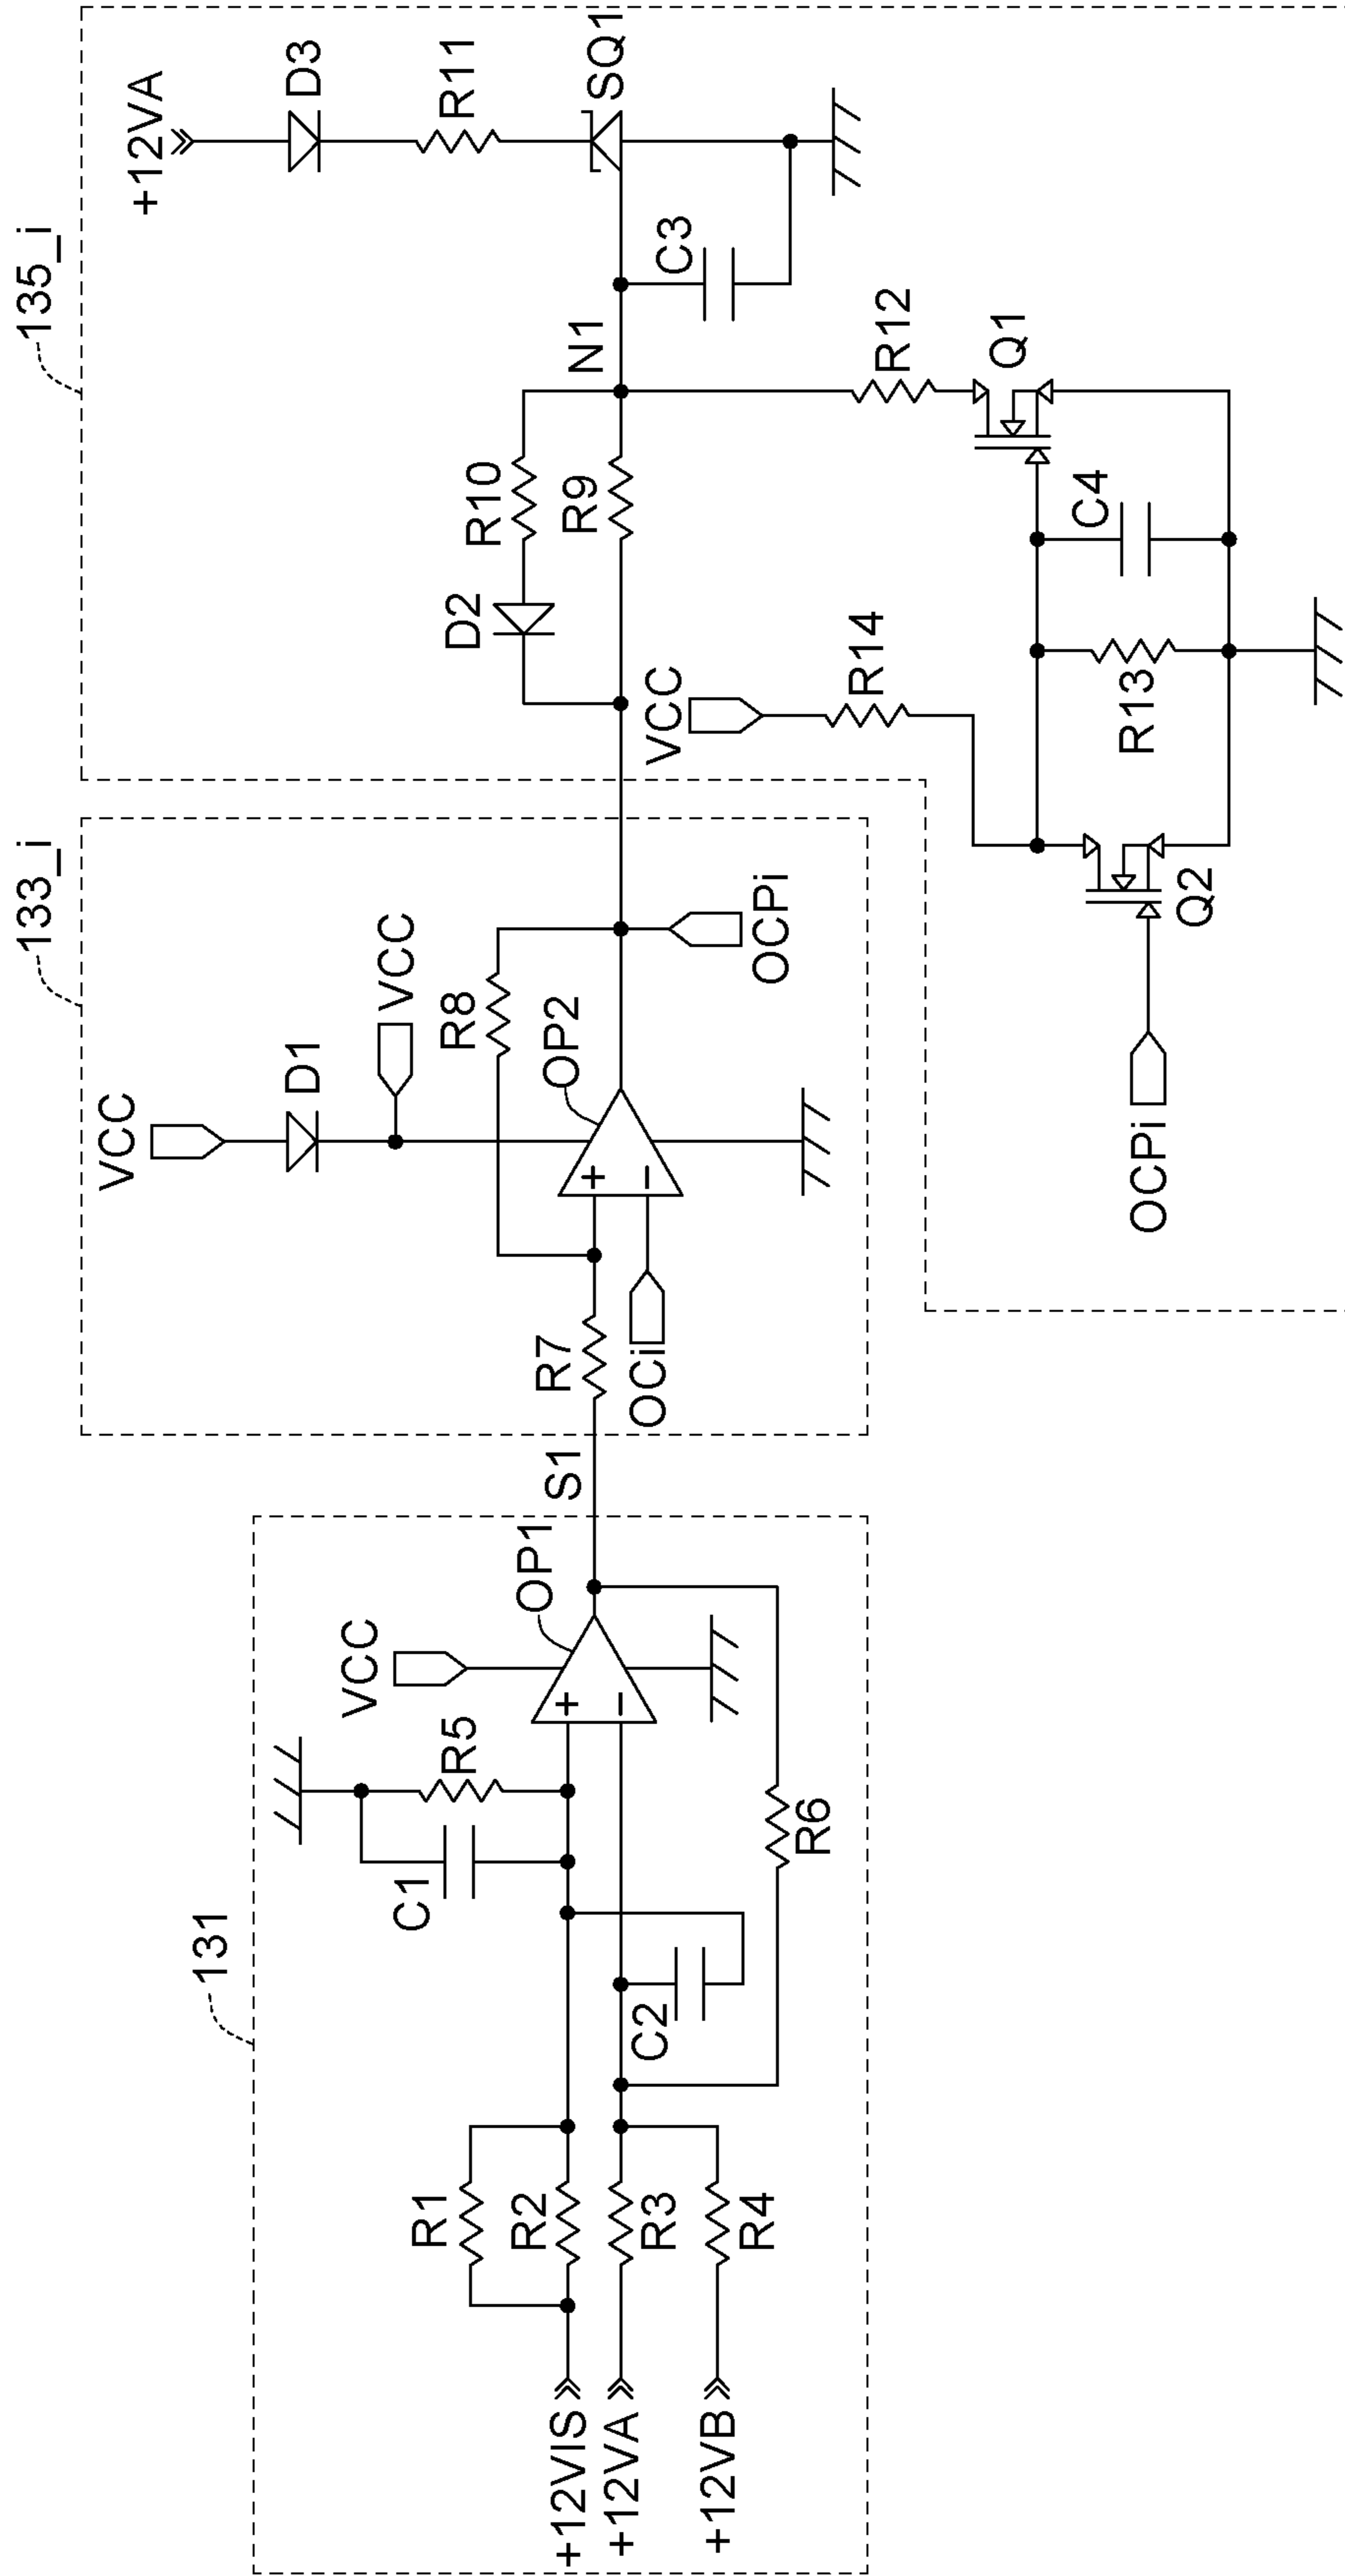 131
133_i
135_i
+12VIS
+12VA
+12VB
R1
R2
R3
R4
C2
C1
R5
VCC
OP1
R6
S1
R7
OCi
VCC
D1
VCC
R8
OP2
OCPi
D2
R10
R9
N1
C3
+12VA
D3
R11
SQ1
VCC
R14
R12
Q1
C4
R13
Q2
OCPi